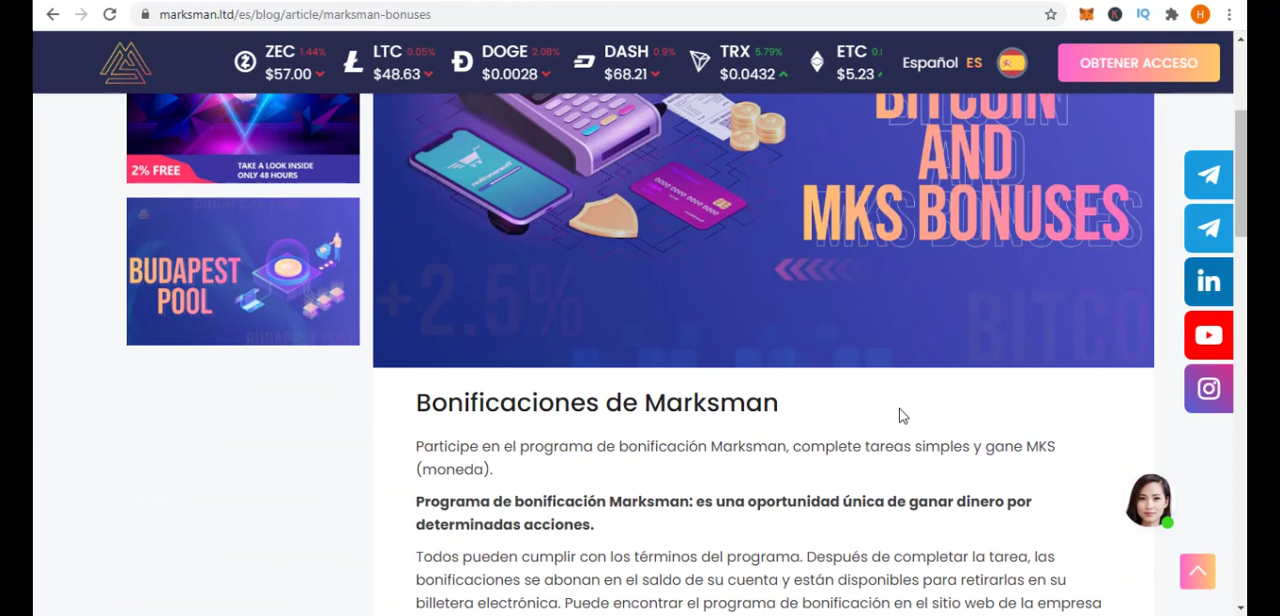 marksman.ltd/es/blog/article/marksman-bonuses
ZEC 1.44%
$57.00
LTC 0.05%
$48.63
DOGE 2.08%
$0.0028
DASH 0.9%
$68.21
TRX 5.79%
$0.0432
ETC
$5.23
Español ES
OBTENER ACCESO
2% FREE
TAKE A LOOK INSIDE
ONLY 48 HOURS
BUDAPEST
POOL
BITCOIN
AND
MKS BONUSES
+2.5%
BITCO
Bonificaciones de Marksman
Participe en el programa de bonificación Marksman, complete tareas simples y gane MKS
(moneda).
Programa de bonificación Marksman: es una oportunidad única de ganar dinero por
determinadas acciones.
Todos pueden cumplir con los términos del programa. Después de completar la tarea, las
bonificaciones se abonan en el saldo de su cuenta y están disponibles para retirarlas en su
billetera electrónica. Puede encontrar el programa de bonificación en el sitio web de la empresa